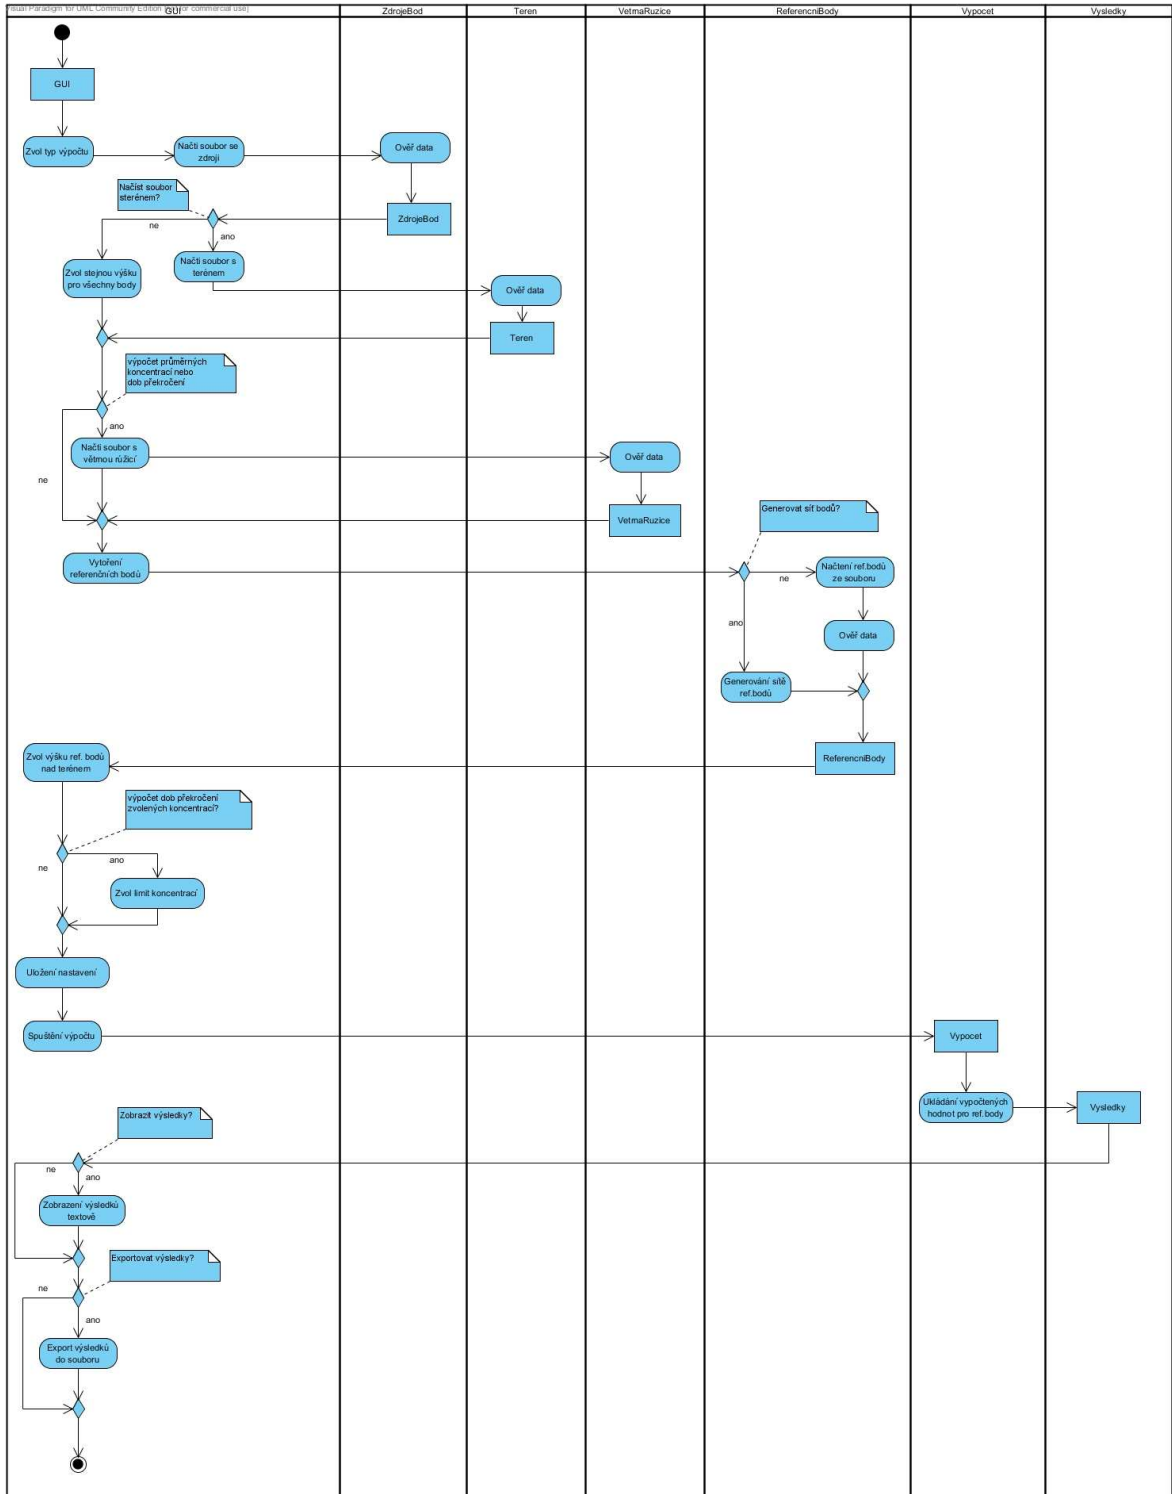 Visual Paradigm for UML Community Edition [not for commercial use]
GUI
ZdrojeBod
Teren
VetrnaRuzice
ReferencniBody
Vypocet
Vysledky
GUI
Zvol typ výpočtu
Načti soubor se
zdroji
Ověř data
Načíst soubor
sterénem?
ZdrojeBod
ne
ano
Zvol stejnou výšku
pro všechny body
Načti soubor s
terénem
Ověř data
Teren
výpočet průměrných
koncentrací nebo
dob překročení
ano
Načti soubor s
větrnou růžicí
Ověř data
ne
VetrnaRuzice
Generovat síť bodů?
Vytoření
referenčních bodů
ne
Načtení ref.bodů
ze souboru
ano
Ověř data
Generování sítě
ref.bodů
ReferencniBody
Zvol výšku ref. bodů
nad terénem
výpočet dob překročení
zvolených koncentrací?
ne
ano
Zvol limit koncentrací
Uložení nastavení
Spuštění výpočtu
Vypocet
Ukládání vypočtených
hodnot pro ref.body
Vysledky
Zobrazit výsledky?
ne
ano
Zobrazení výsledků
textově
Exportovat výsledky?
ne
ano
Export výsledků
do souboru